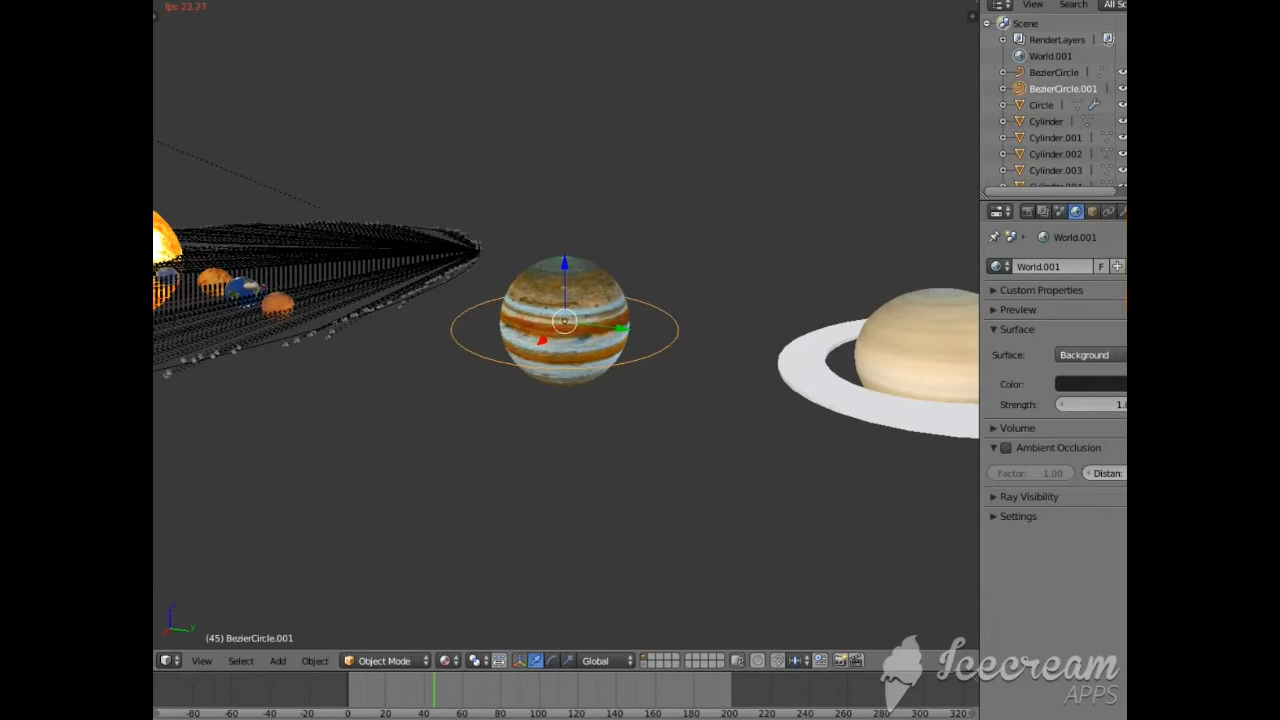 fps: 23.27
View Search All Sc
Scene
RenderLayers
World.001
BezierCircle
BezierCircle.001
Circle
Cylinder
Cylinder.001
Cylinder.002
Cylinder.003
World.001
World.001 F
Custom Properties
Preview
Surface
Surface: Background
Color:
Strength: 1.0
Volume
Ambient Occlusion
Factor: 1.00 Distan
Ray Visibility
Settings
(45) BezierCircle.001
View Select Add Object Object Mode Global
Icecream
APPS
-80 -60 -40 -20 0 20 40 60 80 100 120 140 160 180 200 220 240 260 280 300 320